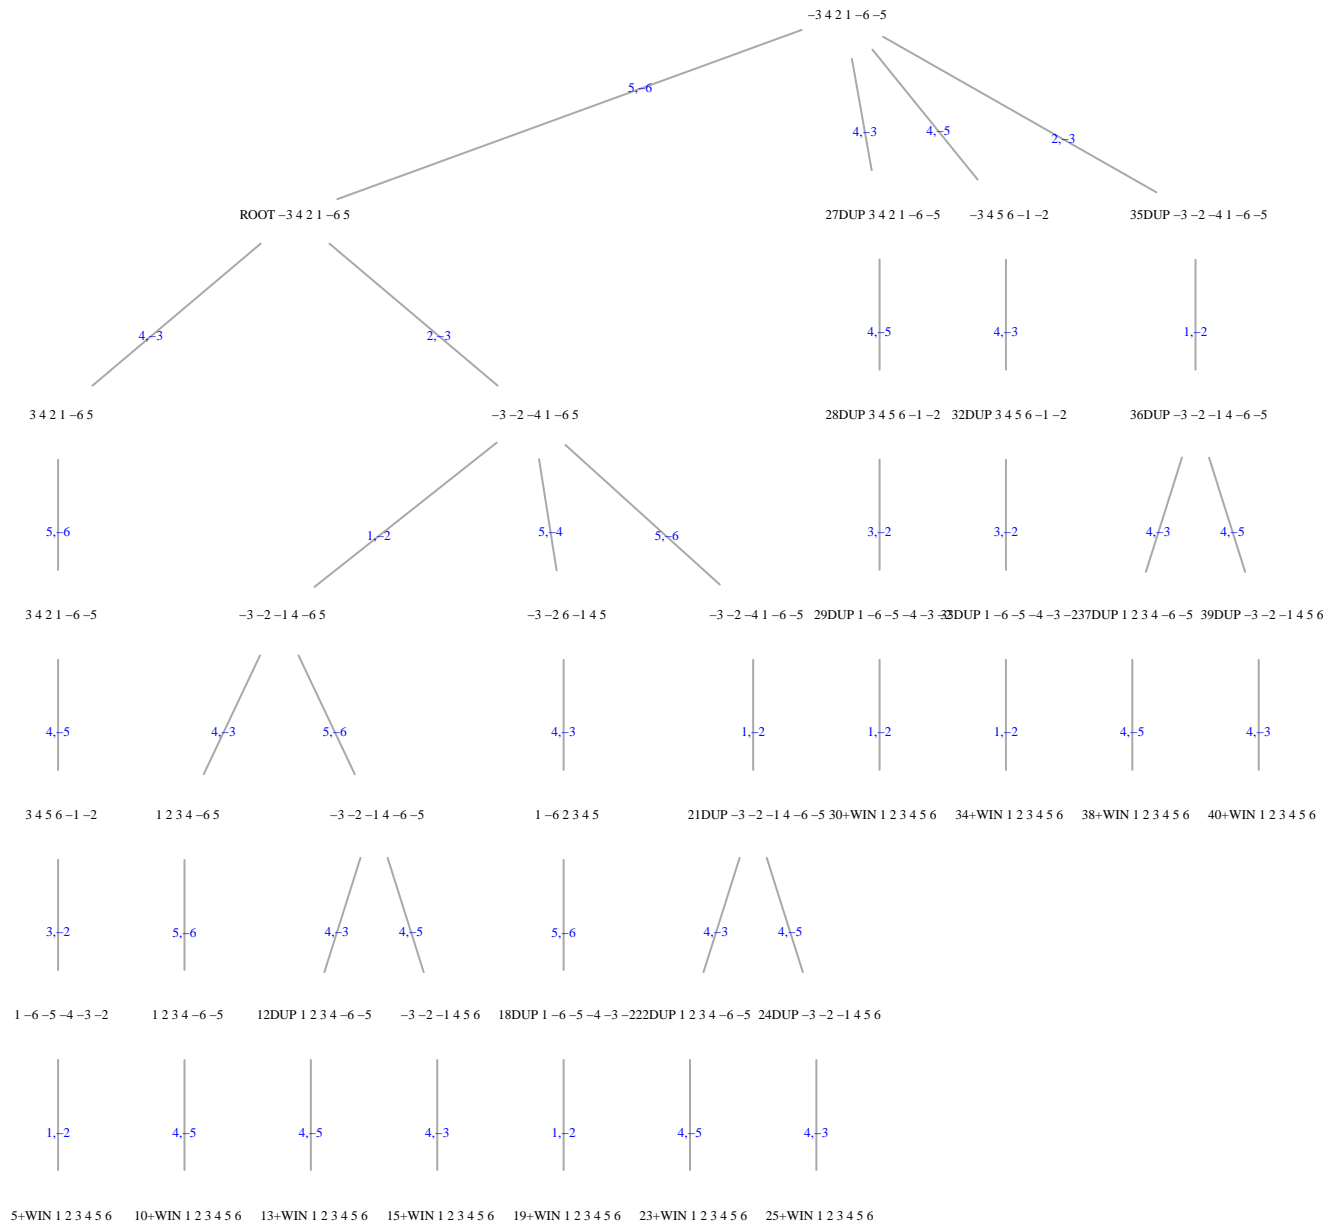 −3 4 2 1 −6 −5
5,−6
4,−3
4,−5
2,−3
ROOT −3 4 2 1 −6 5
27DUP 3 4 2 1 −6 −5
−3 4 5 6 −1 −2
35DUP −3 −2 −4 1 −6 −5
4,−3
2,−3
4,−5
4,−3
1,−2
3 4 2 1 −6 5
−3 −2 −4 1 −6 5
28DUP 3 4 5 6 −1 −2
32DUP 3 4 5 6 −1 −2
36DUP −3 −2 −1 4 −6 −5
5,−6
1,−2
5,−4
5,−6
3,−2
3,−2
4,−3
4,−5
3 4 2 1 −6 −5
−3 −2 −1 4 −6 5
−3 −2 6 −1 4 5
−3 −2 −4 1 −6 −5
29DUP 1 −6 −5 −4 −3 −2
33DUP 1 −6 −5 −4 −3 −2
37DUP 1 2 3 4 −6 −5
39DUP −3 −2 −1 4 5 6
4,−5
4,−3
5,−6
4,−3
1,−2
1,−2
1,−2
4,−5
4,−3
3 4 5 6 −1 −2
1 2 3 4 −6 5
−3 −2 −1 4 −6 −5
1 −6 2 3 4 5
21DUP −3 −2 −1 4 −6 −5
30+WIN 1 2 3 4 5 6
34+WIN 1 2 3 4 5 6
38+WIN 1 2 3 4 5 6
40+WIN 1 2 3 4 5 6
3,−2
5,−6
4,−3
4,−5
5,−6
4,−3
4,−5
1 −6 −5 −4 −3 −2
1 2 3 4 −6 −5
12DUP 1 2 3 4 −6 −5
−3 −2 −1 4 5 6
18DUP 1 −6 −5 −4 −3 −2
22DUP 1 2 3 4 −6 −5
24DUP −3 −2 −1 4 5 6
1,−2
4,−5
4,−5
4,−3
1,−2
4,−5
4,−3
5+WIN 1 2 3 4 5 6
10+WIN 1 2 3 4 5 6
13+WIN 1 2 3 4 5 6
15+WIN 1 2 3 4 5 6
19+WIN 1 2 3 4 5 6
23+WIN 1 2 3 4 5 6
25+WIN 1 2 3 4 5 6